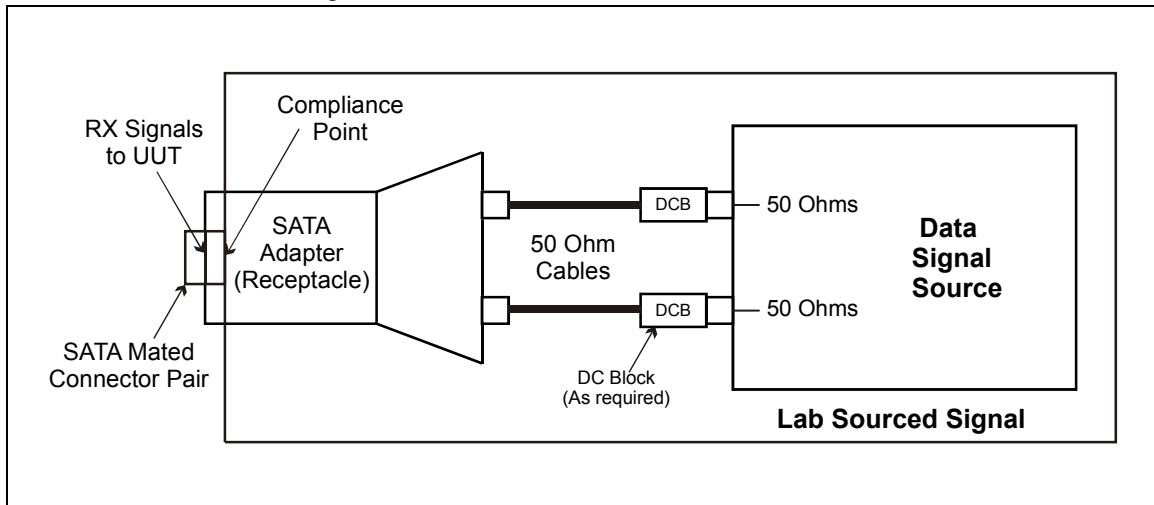 RX Signals
to UUT
Compliance
Point
SATA
Adapter
(Receptacle)
SATA Mated
Connector Pair
50 Ohm
Cables
DCB
DCB
DC Block
(As required)
50 Ohms
50 Ohms
Data
Signal
Source
Lab Sourced Signal